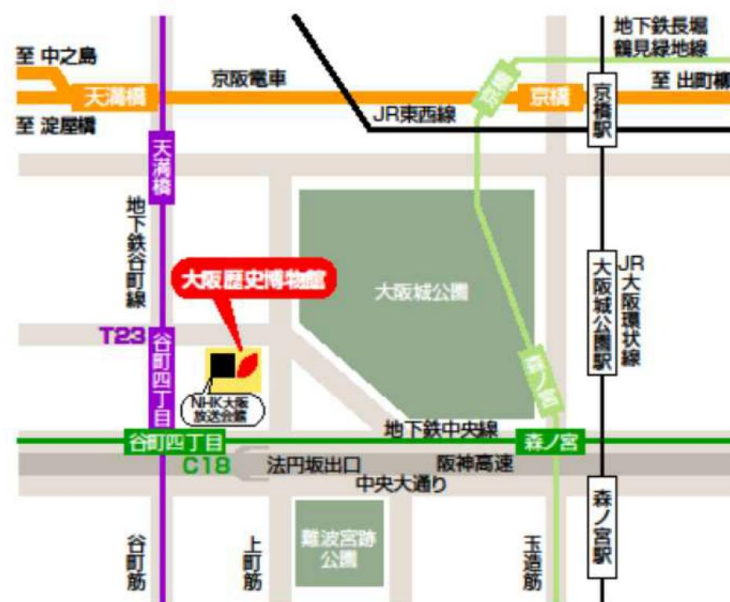 地下鉄長堀
鶴見緑地線
至 中之島
京阪電車
至 出町柳
天満橋
京橋
京橋
京橋駅
JR東西線
至 淀屋橋
天満橋
地下鉄谷町線
大阪歴史博物館
大阪城公園
大阪城公園駅
JR大阪環状線
T23
谷町四丁目
NHK大阪
放送会館
森ノ宮
地下鉄中央線
谷町四丁目
森ノ宮
C18
法円坂出口
阪神高速
中央大通り
谷町筋
上町筋
難波宮跡
公園
玉造筋
森ノ宮駅